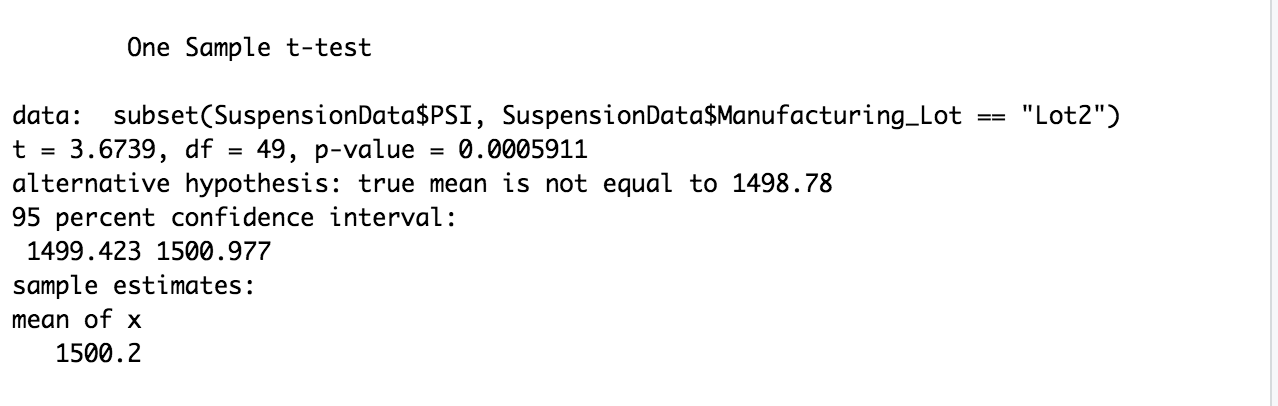 One Sample t-test
data:  subset(SuspensionData$PSI, SuspensionData$Manufacturing_Lot == "Lot2")
t = 3.6739, df = 49, p-value = 0.0005911
alternative hypothesis: true mean is not equal to 1498.78
95 percent confidence interval:
 1499.423 1500.977
sample estimates:
mean of x
   1500.2